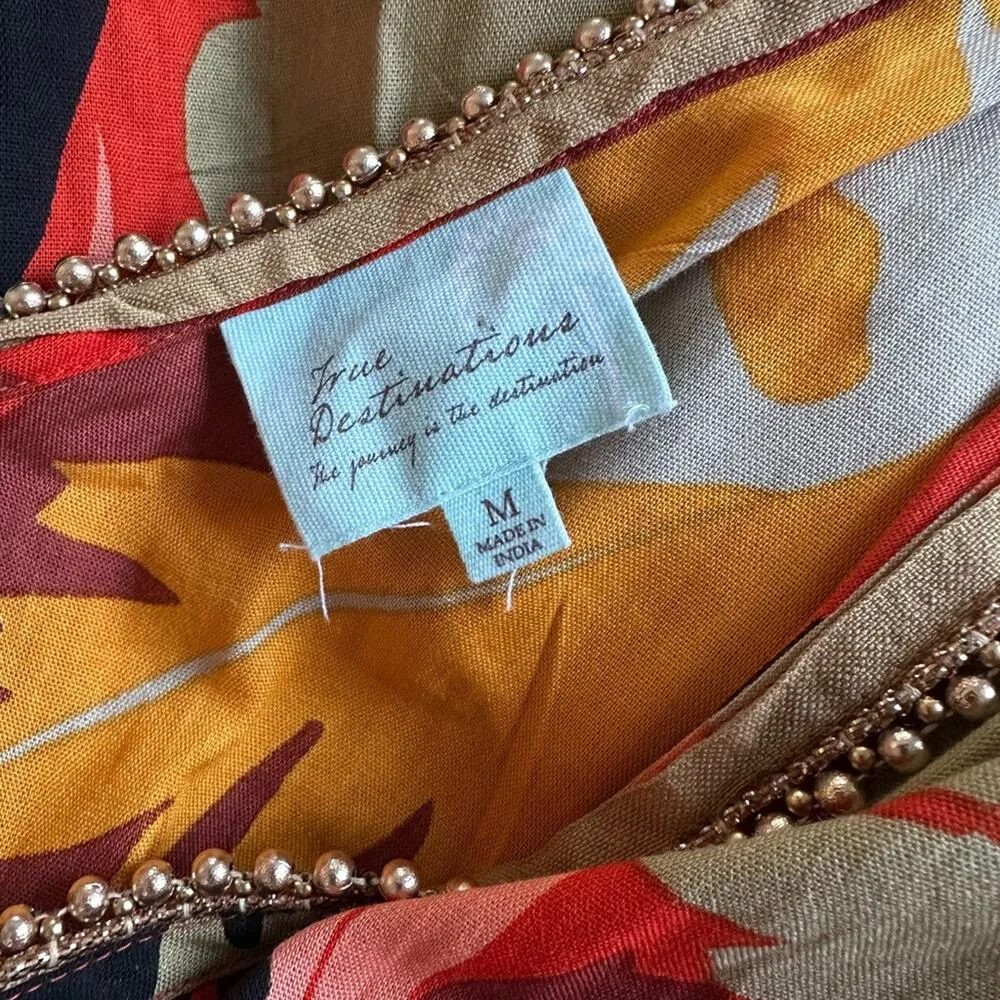 True
Destinations
The journey is the destination
M
MADE IN
INDIA